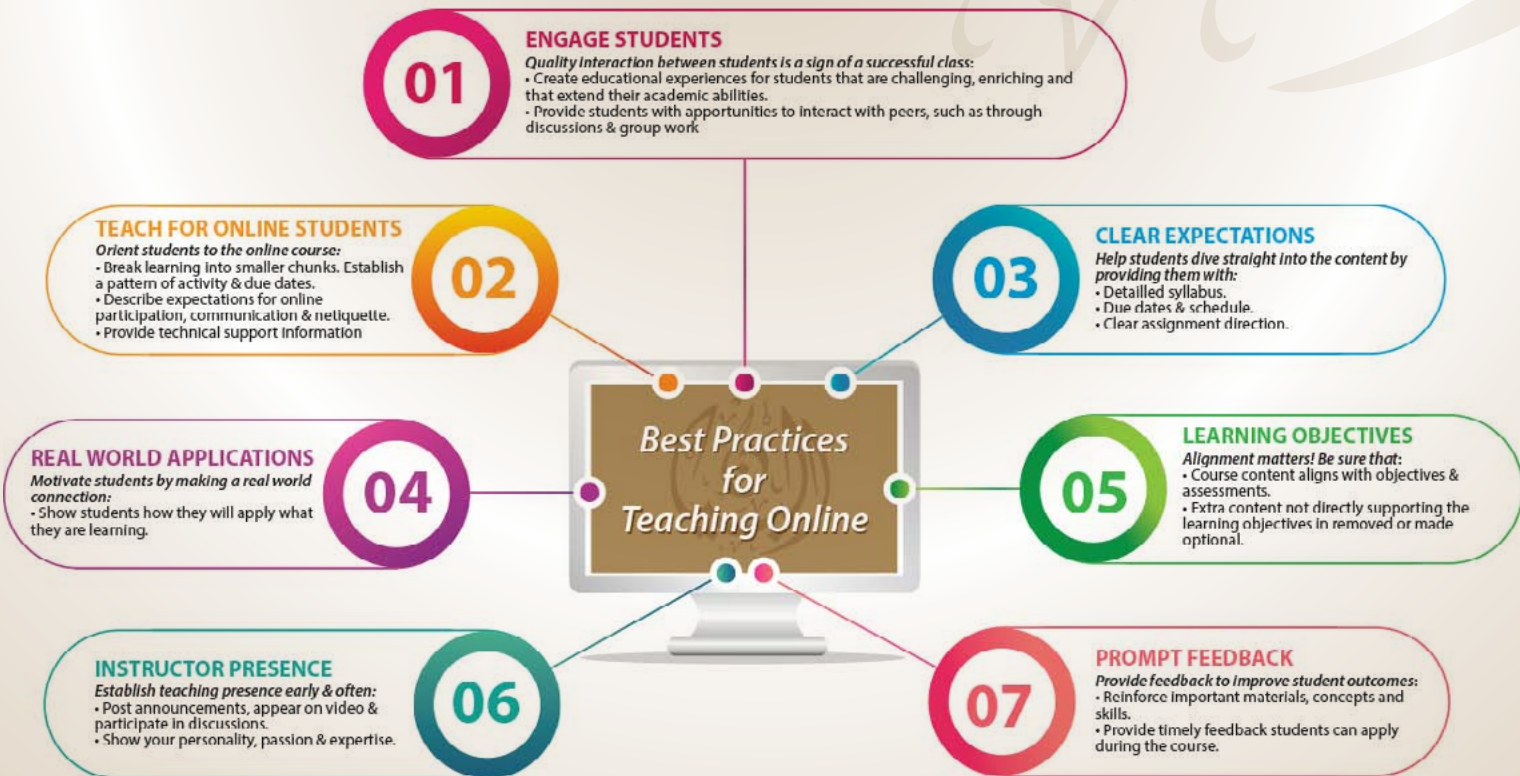 01
ENGAGE STUDENTS
Quality interaction between students is a sign of a successful class:
• Create educational experiences for students that are challenging, enriching and
that extend their academic abilities.
• Provide students with apportunities to interact with peers, such as through
discussions & group work
TEACH FOR ONLINE STUDENTS
Orient students to the online course:
• Break learning into smaller chunks. Establish
a pattern of activity & due dates.
• Describe expectations for online
participation, communication & netiquette.
• Provide technical support information
02
03
CLEAR EXPECTATIONS
Help students dive straight into the content by
providing them with:
• Detailled syllabus.
• Due dates & schedule.
• Clear assignment direction.
Best Practices
for
Teaching Online
REAL WORLD APPLICATIONS
Motivate students by making a real world
connection:
• Show students how they will apply what
they are learning.
04
05
LEARNING OBJECTIVES
Alignment matters! Be sure that:
• Course content aligns with objectives &
assessments.
• Extra content not directly supporting the
learning objectives in removed or made
optional.
INSTRUCTOR PRESENCE
Establish teaching presence early & often:
• Post announcements, appear on video &
participate in discussions.
• Show your personality, passion & expertise.
06
07
PROMPT FEEDBACK
Provide feedback to improve student outcomes:
• Reinforce important materials, concepts and
skills.
• Provide timely feedback students can apply
during the course.